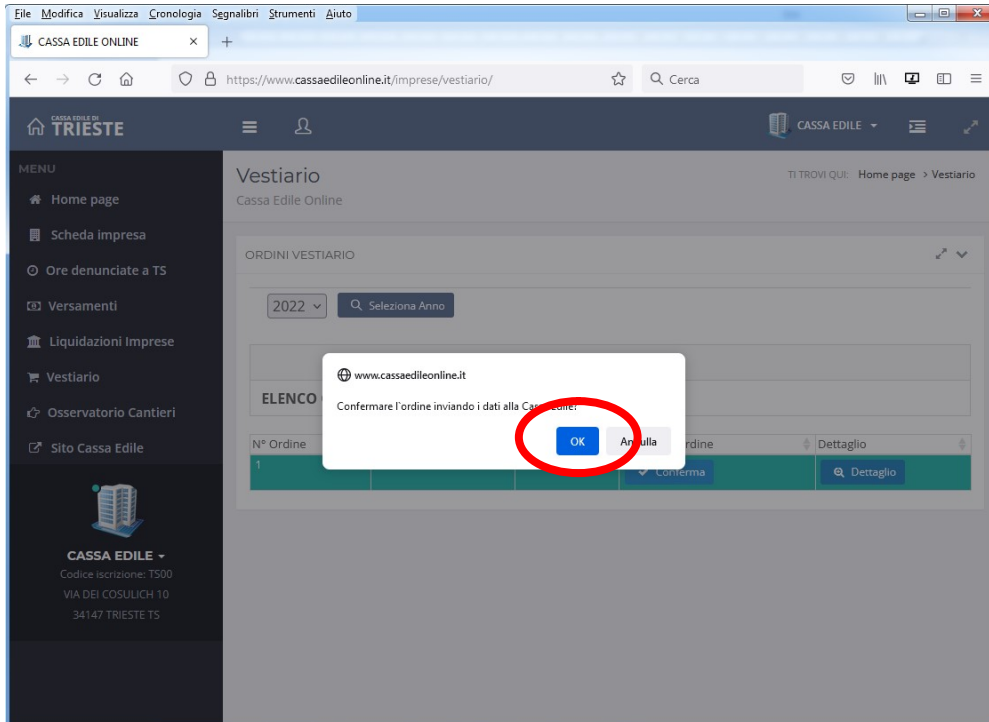 File Modifica Visualizza Cronologia Segnalibri Strumenti Aiuto
CASSA EDILE ONLINE
https://www.cassaedileonline.it/imprese/vestiario/
Cerca
CASSA EDILE DI
TRIESTE
CASSA EDILE
MENU
Home page
Scheda impresa
Ore denunciate a TS
Versamenti
Liquidazioni Imprese
Vestiario
Osservatorio Cantieri
Sito Cassa Edile
CASSA EDILE
Codice iscrizione: TS00
VIA DEI COSULICH 10
34147 TRIESTE TS
Vestiario
TI TROVI QUI: Home page > Vestiario
Cassa Edile Online
ORDINI VESTIARIO
2022 Seleziona Anno
ELENCO
www.cassaedileonline.it
Confermare l`ordine inviando i dati alla Cassa Edile?
OK Annulla
N° Ordine rdine Dettaglio
1 Conferma Dettaglio